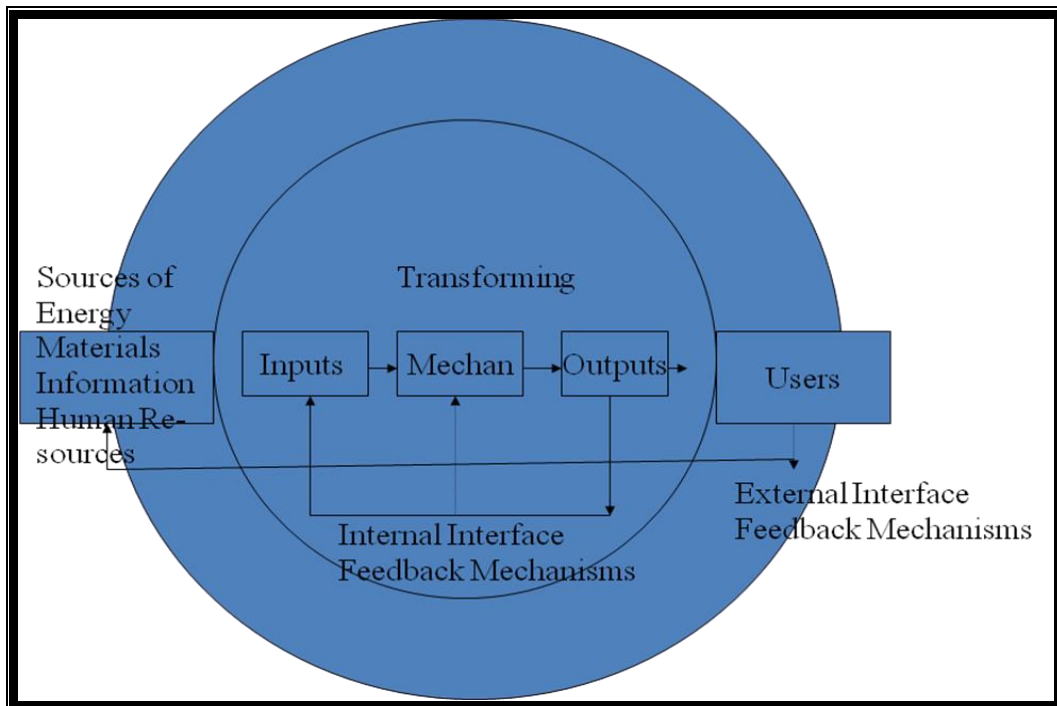 Sources of
Energy
Materials
Information
Human Re-
sources
Transforming
Inputs
Mechan
Outputs
Users
Internal Interface
Feedback Mechanisms
External Interface
Feedback Mechanisms